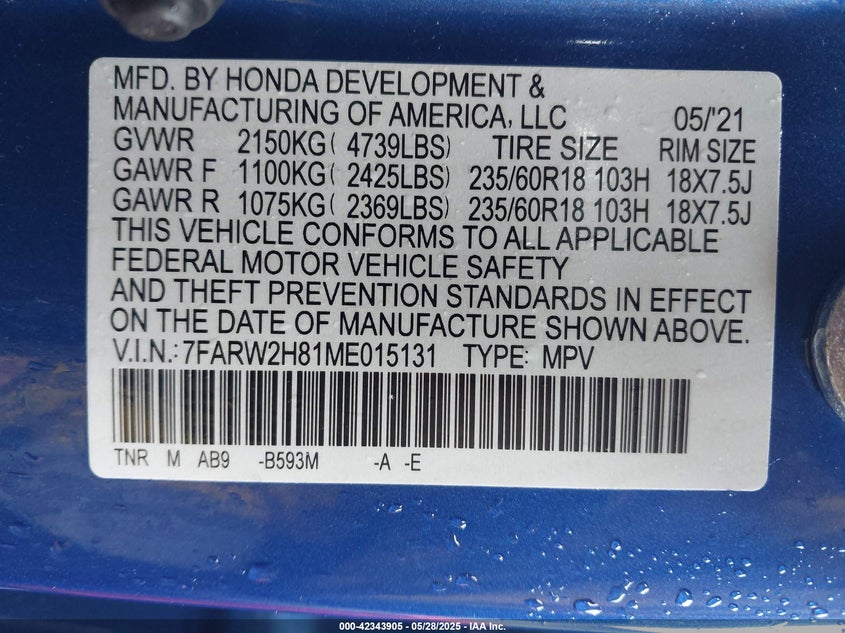 MFD. BY HONDA DEVELOPMENT &
MANUFACTURING OF AMERICA, LLC 05/'21
GVWR 2150KG( 4739LBS) TIRE SIZE RIM SIZE
GAWR F 1100KG( 2425LBS) 235/60R18 103H 18X7.5J
GAWR R 1075KG( 2369LBS) 235/60R18 103H 18X7.5J
THIS VEHICLE CONFORMS TO ALL APPLICABLE
FEDERAL MOTOR VEHICLE SAFETY
AND THEFT PREVENTION STANDARDS IN EFFECT
ON THE DATE OF MANUFACTURE SHOWN ABOVE.
V.I.N.: 7FARW2H81ME015131 TYPE: MPV
TNR M AB9 -B593M -A -E
000-42343905 - 05/28/2025 - IAA Inc.